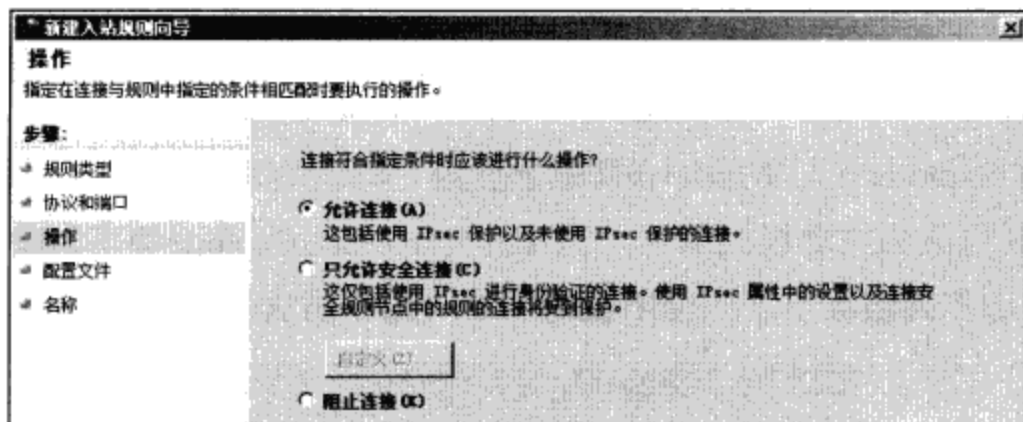 新建入站规则向导
操作
指定在连接与规则中指定的条件相匹配时要执行的操作。
步骤:
规则类型
协议和端口
操作
配置文件
名称
连接符合指定条件时应该进行什么操作?
允许连接(A)
这包括使用 IPsec 保护以及未使用 IPsec 保护的连接。
只允许安全连接(C)
这仅包括使用 IPsec 进行身份验证的连接。使用 IPsec 属性中的设置以及连接安
全规则节点中的规则的连接将受到保护。
自定义(Z)
阻止连接(K)